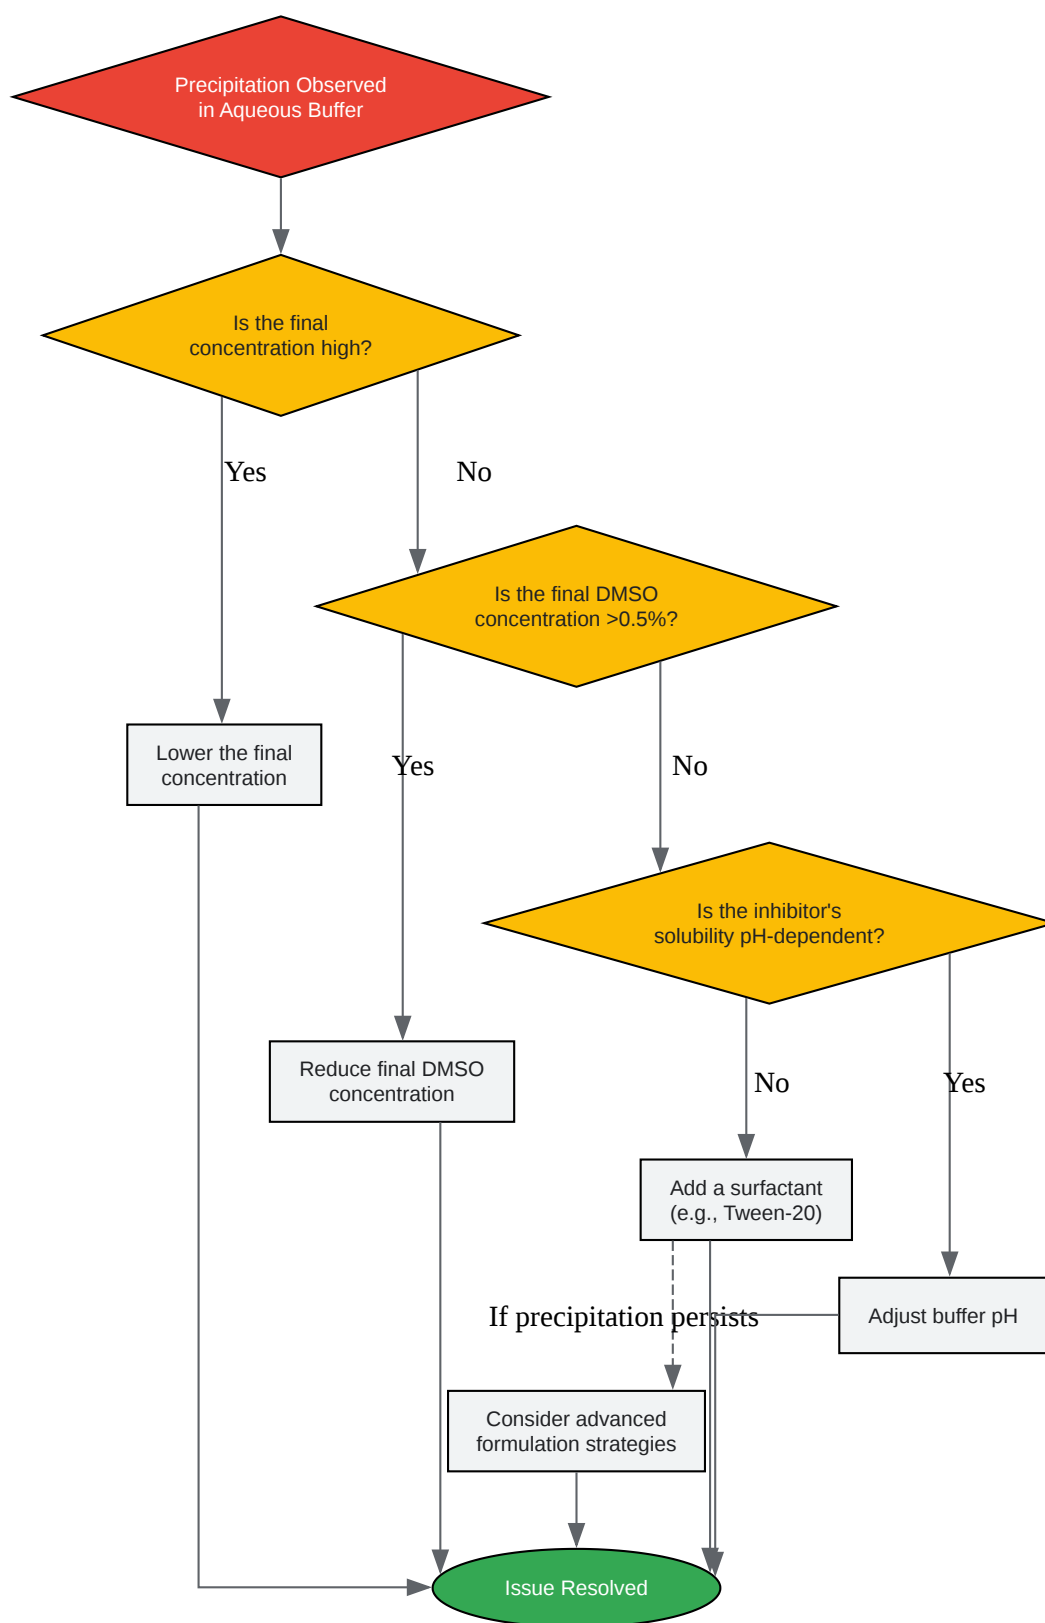 Precipitation Observed
in Aqueous Buffer
Is the final
concentration high?
Yes
No
Is the final DMSO
concentration >0.5%?
Lower the final
concentration
Yes
No
Is the inhibitor's
solubility pH-dependent?
Reduce final DMSO
concentration
No
Yes
Add a surfactant
(e.g., Tween-20)
If precipitation persists
Adjust buffer pH
Consider advanced
formulation strategies
Issue Resolved